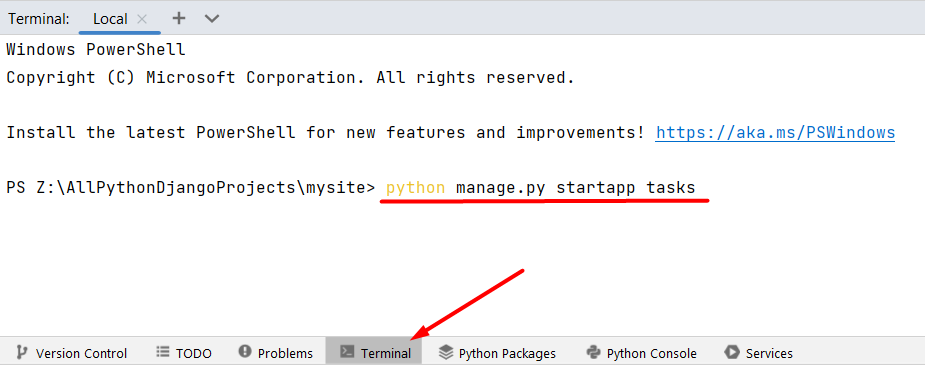 Terminal: Local × + 
Windows PowerShell
Copyright (C) Microsoft Corporation. All rights reserved.
Install the latest PowerShell for new features and improvements! https://aka.ms/PSWindows
PS Z:\AllPythonDjangoProjects\mysite> python manage.py startapp tasks
Version Control TODO Problems Terminal Python Packages Python Console Services